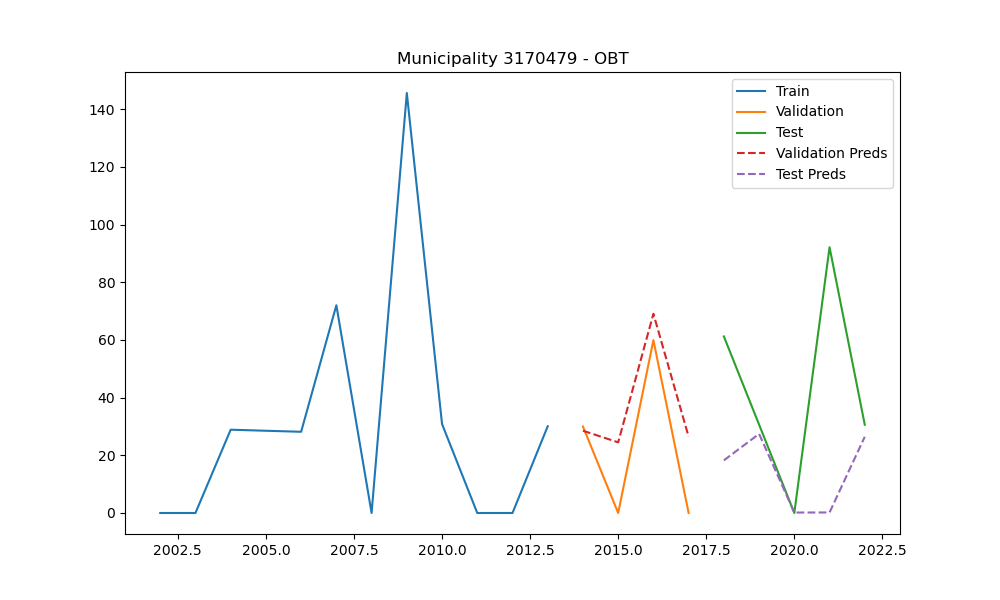 Municipality 3170479 - OBT
Train
Validation
Test
Validation Preds
Test Preds
140
120
100
80
60
40
20
0
2002.5 2005.0 2007.5 2010.0 2012.5 2015.0 2017.5 2020.0 2022.5